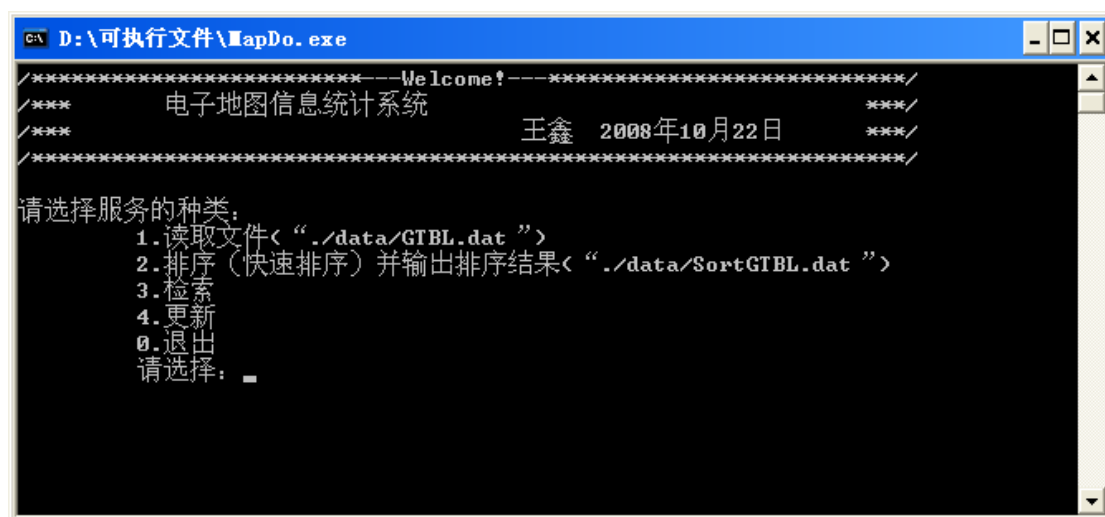 D:\可执行文件\MapDo.exe
/*************************---Welcome!---***************************/
/*** 电子地图信息统计系统 ***/
/*** 王鑫 2008年10月22日 ***/
/******************************************************************/
请选择服务的种类:
1.读取文件(“./data/GTBL.dat ”)
2.排序（快速排序）并输出排序结果(“./data/SortGTBL.dat ”)
3.检索
4.更新
0.退出
请选择: